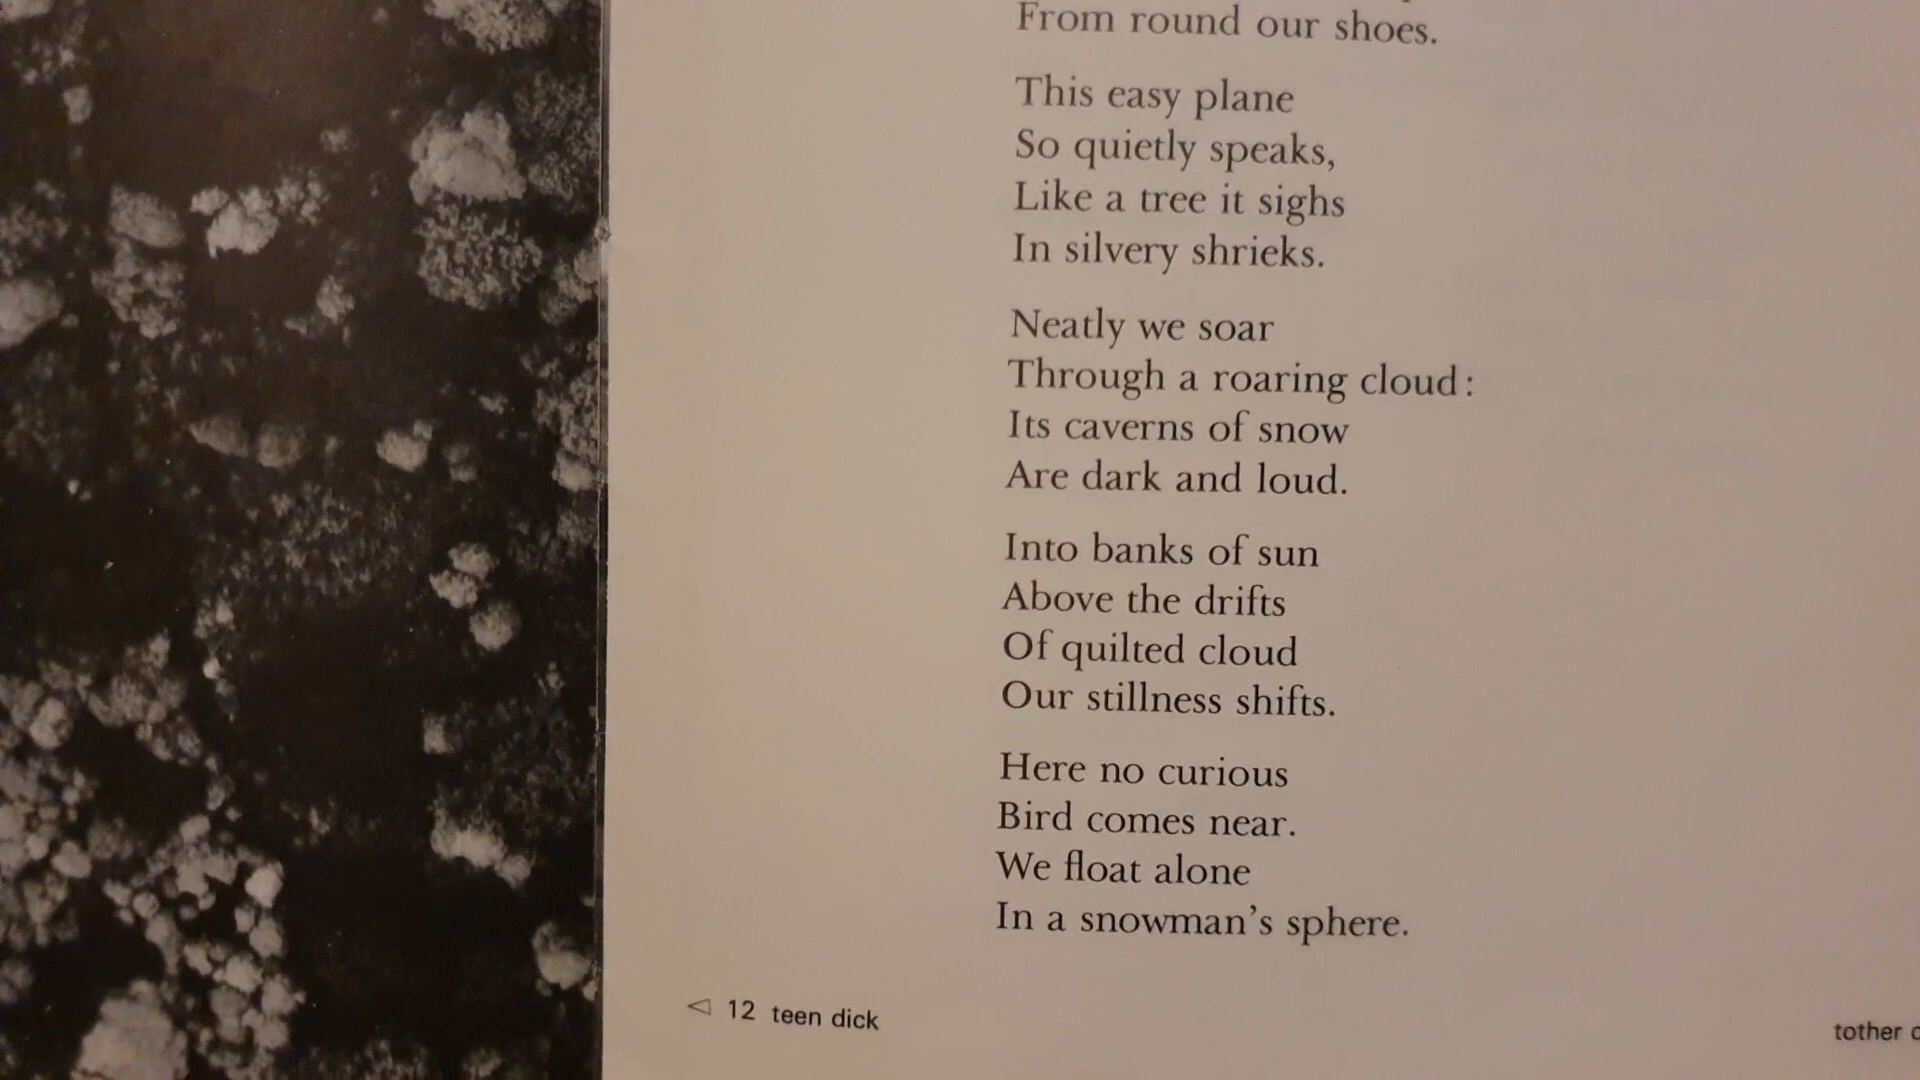 From round our shoes.
This easy plane
So quietly speaks,
Like a tree it sighs
In silvery shrieks.
Neatly we soar
Through a roaring cloud:
Its caverns of snow
Are dark and loud.
Into banks of sun
Above the drifts
Of quilted cloud
Our stillness shifts.
Here no curious
Bird comes near.
We float alone
In a snowman's sphere.
12 teen dick
tother